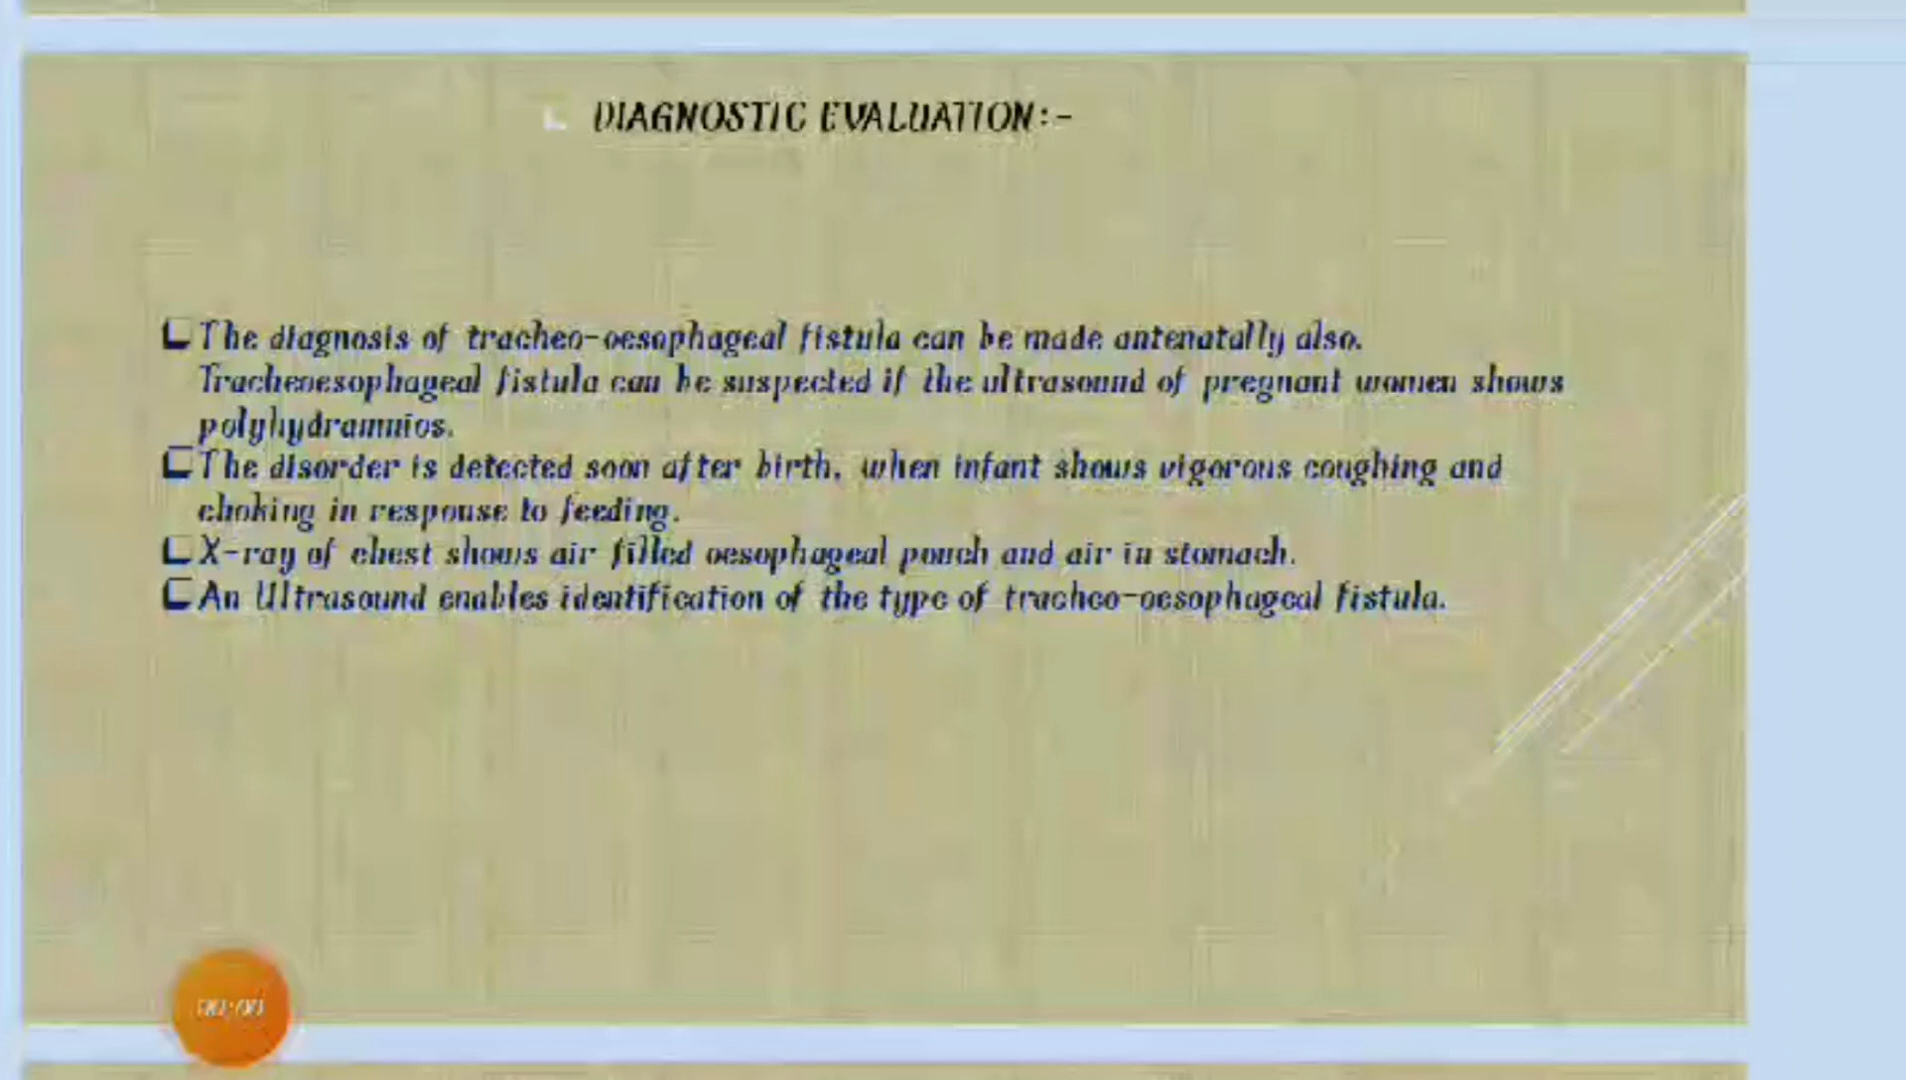 DIAGNOSTIC EVALUATION:-
The diagnosis of tracheo-oesophageal fistula can be made antenatally also.
Tracheoesophageal fistula can be suspected if the ultrasound of pregnant women shows
polyhydramnios.
The disorder is detected soon after birth, when infant shows vigorous coughing and
choking in response to feeding.
X-ray of chest shows air filled oesophageal pouch and air in stomach.
An Ultrasound enables identification of the type of tracheo-oesophageal fistula.